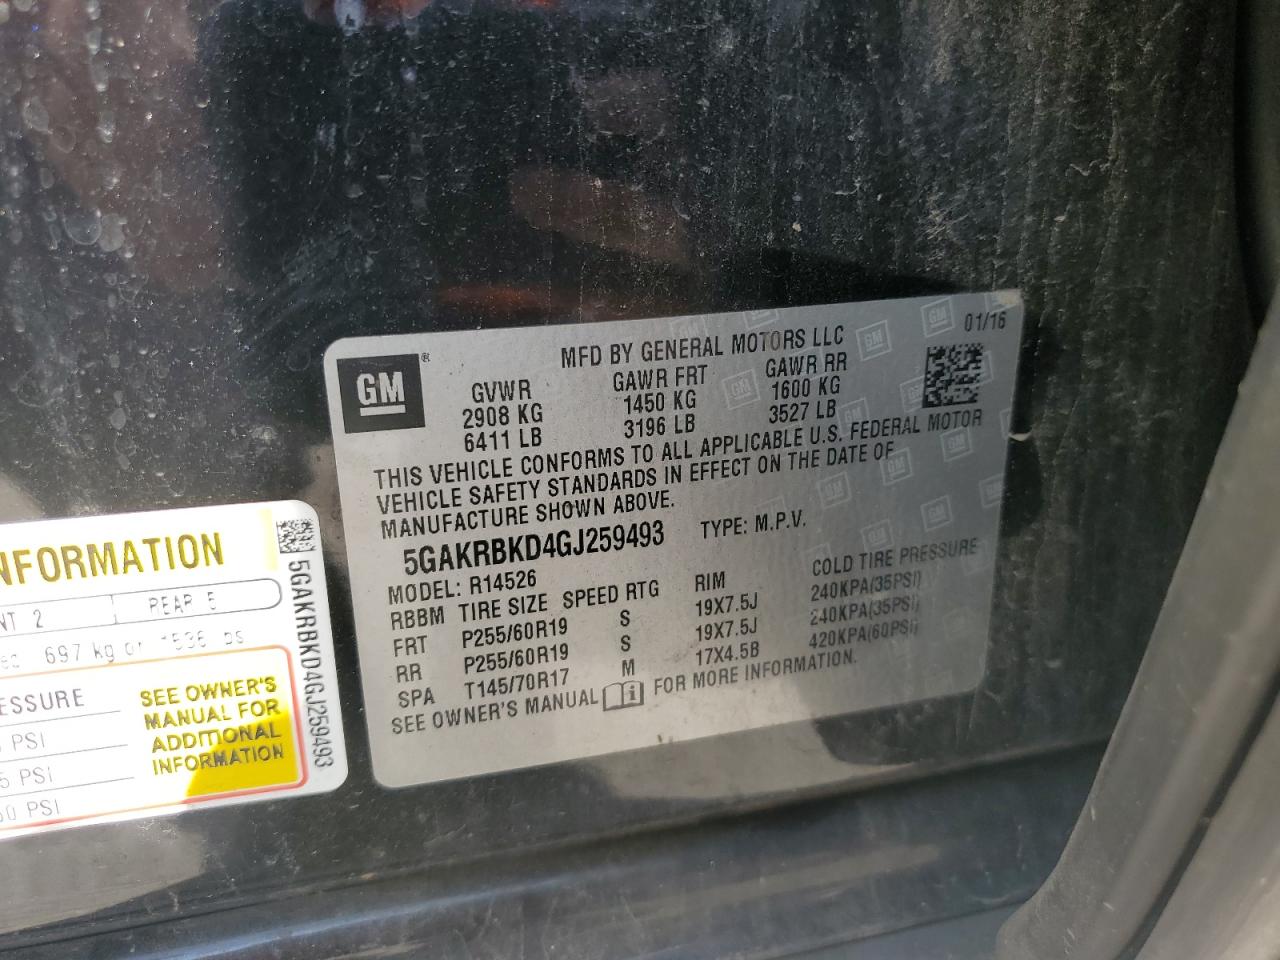 GM
®
MFD BY GENERAL MOTORS LLC
01/16
GVWR GAWR FRT GAWR RR
2908 KG 1450 KG 1600 KG
6411 LB 3196 LB 3527 LB
THIS VEHICLE CONFORMS TO ALL APPLICABLE U.S. FEDERAL MOTOR
VEHICLE SAFETY STANDARDS IN EFFECT ON THE DATE OF
MANUFACTURE SHOWN ABOVE.
5GAKRBKD4GJ259493 TYPE: M.P.V.
MODEL: R14526
RBBM TIRE SIZE SPEED RTG RIM COLD TIRE PRESSURE
FRT P255/60R19 S 19X7.5J 240KPA(35PSI)
RR P255/60R19 S 19X7.5J 240KPA(35PSI)
SPA T145/70R17 M 17X4.5B 420KPA(60PSI)
SEE OWNER'S MANUAL FOR MORE INFORMATION.
NFORMATION
NT 2 REAR 5
697 kg or
ESSURE
PSI
5 PSI
PSI
SEE OWNER'S
MANUAL FOR
ADDITIONAL
INFORMATION
5GAKRBKD4GJ259493